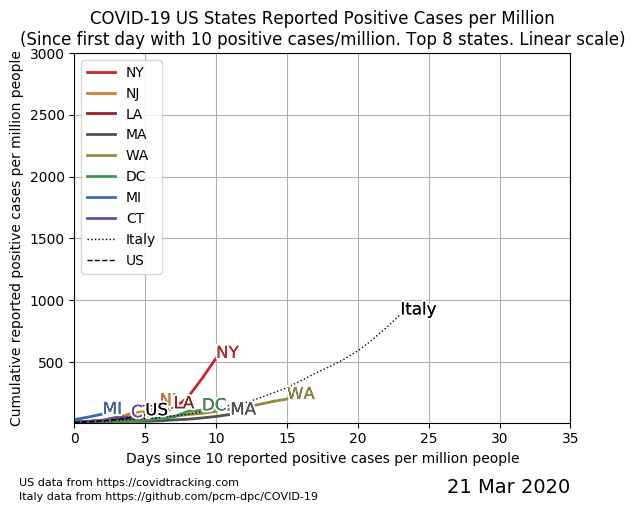 COVID-19 US States Reported Positive Cases per Million
(Since first day with 10 positive cases/million. Top 8 states. Linear scale)
Cumulative reported positive cases per million people
3000
2500
2000
1500
1000
500
NY
NJ
LA
MA
WA
DC
MI
CT
Italy
US
Italy
NY
WA
LA
DC
MI
US
MA
0
5
10
15
20
25
30
35
Days since 10 reported positive cases per million people
US data from https://covidtracking.com
Italy data from https://github.com/pcm-dpc/COVID-19
21 Mar 2020